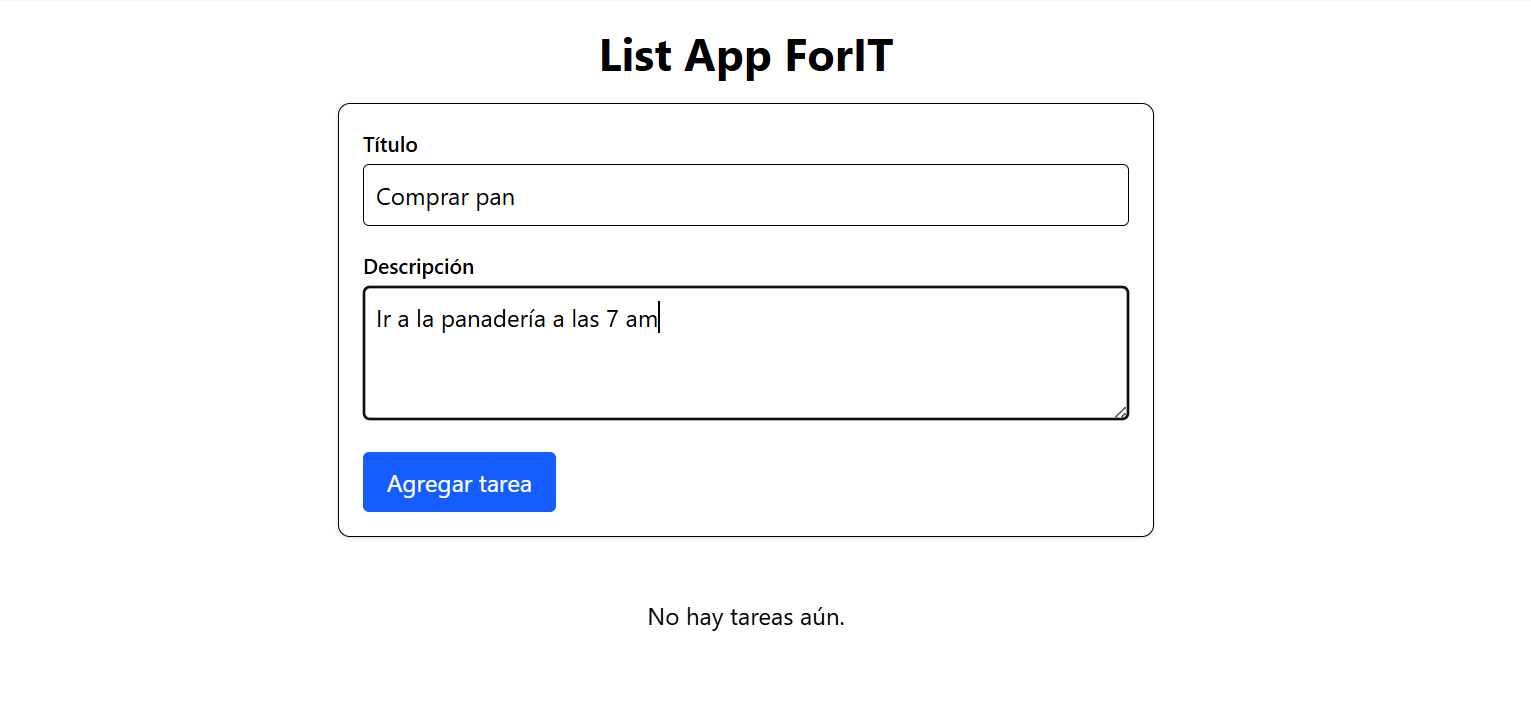 List App ForIT
Título
Comprar pan
Descripción
Ir a la panadería a las 7 am
Agregar tarea
No hay tareas aún.